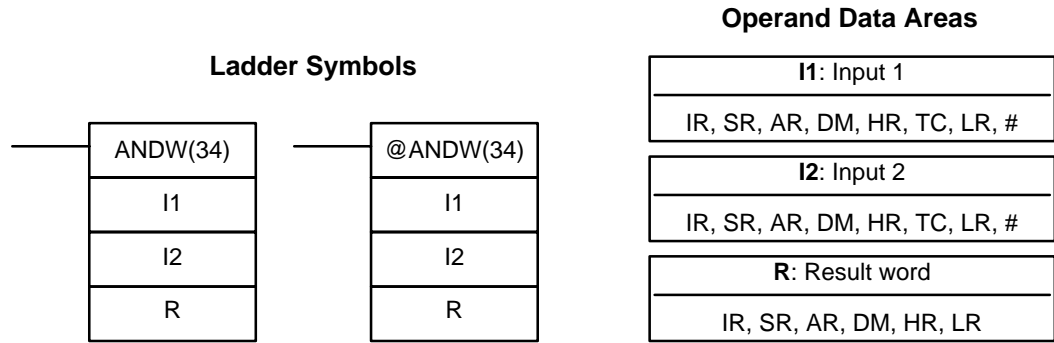 Ladder Symbols
ANDW(34)
I1
I2
R
@ANDW(34)
I1
I2
R
Operand Data Areas
I1: Input 1
IR, SR, AR, DM, HR, TC, LR, #
I2: Input 2
IR, SR, AR, DM, HR, TC, LR, #
R: Result word
IR, SR, AR, DM, HR, LR